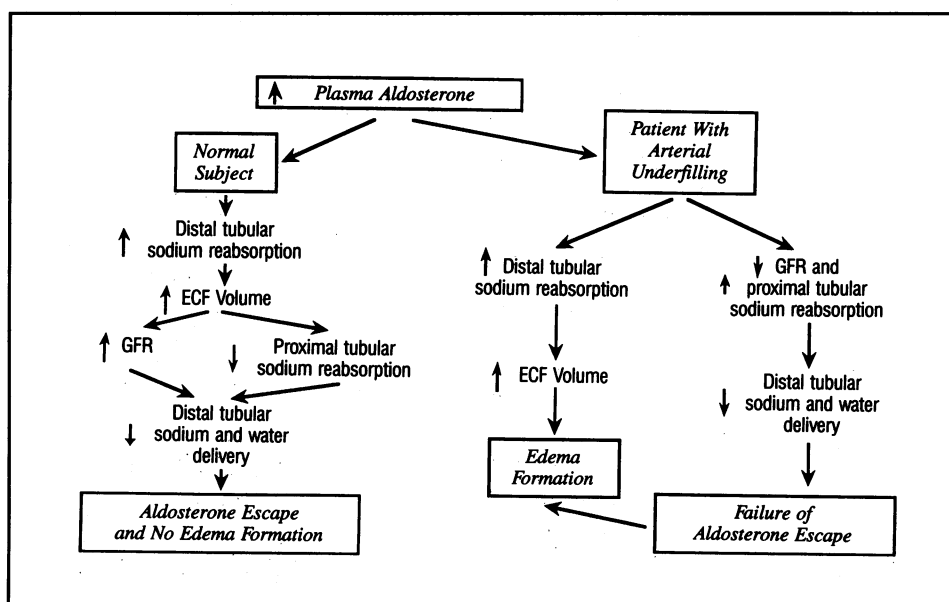 ↑ Plasma Aldosterone
Normal
Subject
↑ Distal tubular
sodium reabsorption
↑ ECF Volume
↑ GFR
↓ Proximal tubular
sodium reabsorption
↓ Distal tubular
sodium and water
delivery
Aldosterone Escape
and No Edema Formation
Patient With
Arterial
Underfilling
↑ Distal tubular
sodium reabsorption
↑ ECF Volume
Edema
Formation
↓ GFR and
↑ proximal tubular
sodium reabsorption
↓ Distal tubular
sodium and water
delivery
Failure of
Aldosterone Escape